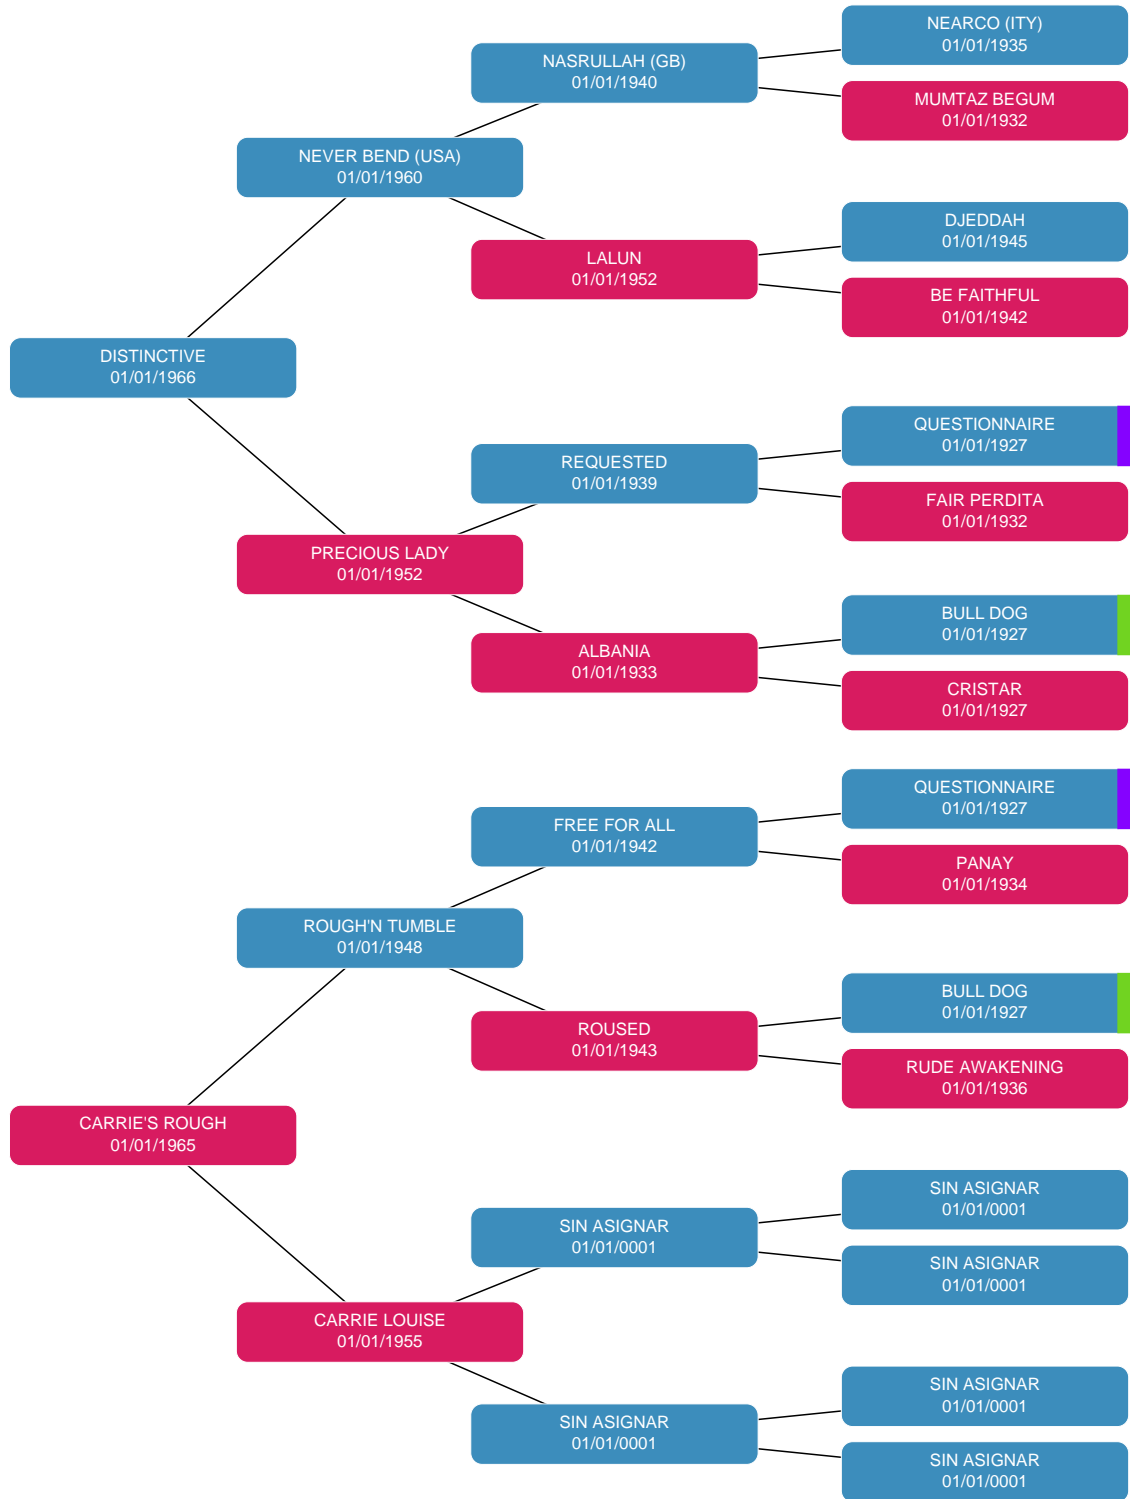 NEARCO (ITY)
01/01/1935
NASRULLAH (GB)
01/01/1940
MUMTAZ BEGUM
01/01/1932
NEVER BEND (USA)
01/01/1960
DJEDDAH
01/01/1945
LALUN
01/01/1952
BE FAITHFUL
01/01/1942
DISTINCTIVE
01/01/1966
QUESTIONNAIRE
01/01/1927
REQUESTED
01/01/1939
FAIR PERDITA
01/01/1932
PRECIOUS LADY
01/01/1952
BULL DOG
01/01/1927
ALBANIA
01/01/1933
CRISTAR
01/01/1927
QUESTIONNAIRE
01/01/1927
FREE FOR ALL
01/01/1942
PANAY
01/01/1934
ROUGH'N TUMBLE
01/01/1948
BULL DOG
01/01/1927
ROUSED
01/01/1943
RUDE AWAKENING
01/01/1936
CARRIE'S ROUGH
01/01/1965
SIN ASIGNAR
01/01/0001
SIN ASIGNAR
01/01/0001
SIN ASIGNAR
01/01/0001
CARRIE LOUISE
01/01/1955
SIN ASIGNAR
01/01/0001
SIN ASIGNAR
01/01/0001
SIN ASIGNAR
01/01/0001